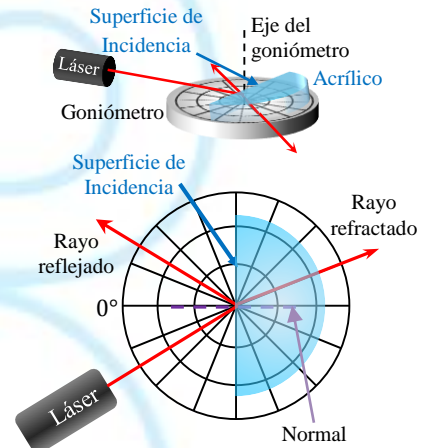 Superficie de
Incidencia
Eje del
goniómetro
Láser
Acrílico
Goniómetro
Superficie de
Incidencia
Rayo
refractado
Rayo
reflejado
0°
Láser
Normal